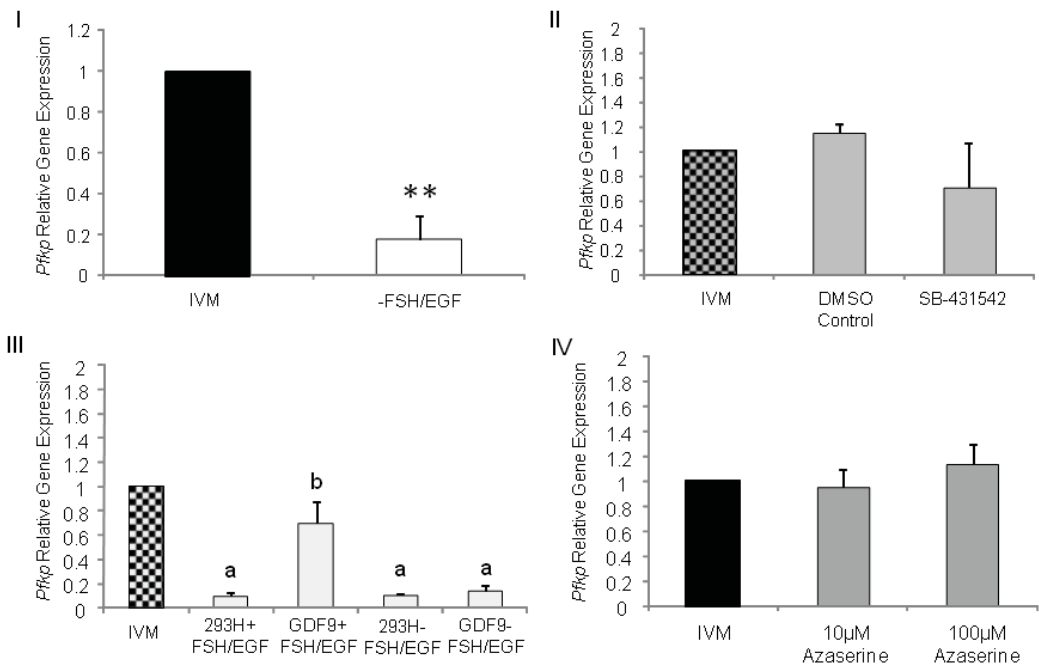 I
Pfkp Relative Gene Expression
1.2
1
0.8
0.6
0.4
0.2
0
**
IVM
-FSH/EGF
II
Pfkp Relative Gene Expression
2
1.8
1.6
1.4
1.2
1
0.8
0.6
0.4
0.2
0
IVM
DMSO
Control
SB-431542
III
Pfkp Relative Gene Expression
2
1.8
1.6
1.4
1.2
1
0.8
0.6
0.4
0.2
0
a
b
a
a
IVM
293H+
FSH/EGF
GDF9+
FSH/EGF
293H-
FSH/EGF
GDF9-
FSH/EGF
IV
Pfkp Relative Gene Expression
2
1.8
1.6
1.4
1.2
1
0.8
0.6
0.4
0.2
0
IVM
10µM
Azaserine
100µM
Azaserine